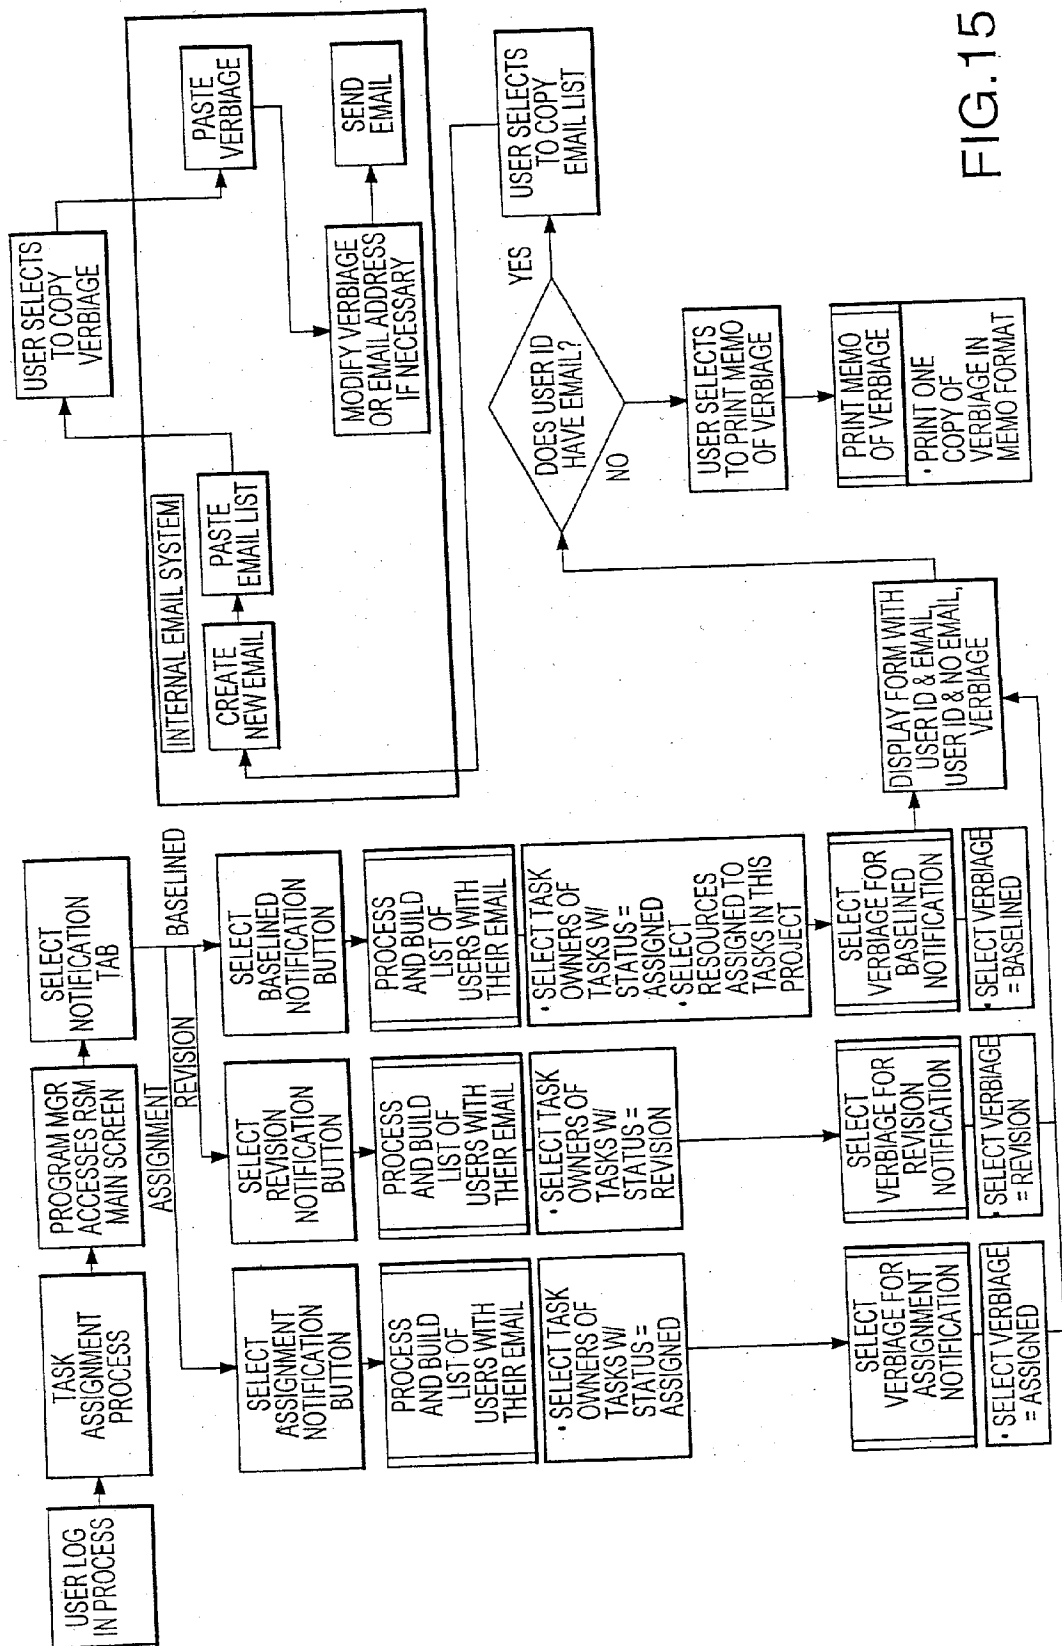 USER LOG
IN PROCESS
TASK
ASSIGNMENT
PROCESS
PROGRAM MGR
ACCESSES RSM
MAIN SCREEN
SELECT
NOTIFICATION
TAB
ASSIGNMENT
REVISION
BASELINED
SELECT
ASSIGNMENT
NOTIFICATION
BUTTON
SELECT
REVISION
NOTIFICATION
BUTTON
SELECT
BASELINED
NOTIFICATION
BUTTON
PROCESS
AND BUILD
LIST OF
USERS WITH
THEIR EMAIL
PROCESS
AND BUILD
LIST OF
USERS WITH
THEIR EMAIL
PROCESS
AND BUILD
LIST OF
USERS WITH
THEIR EMAIL
• SELECT TASK
OWNERS OF
TASKS W/
STATUS =
ASSIGNED
• SELECT TASK
OWNERS OF
TASKS W/
STATUS =
REVISION
• SELECT TASK
OWNERS OF
TASKS W/
STATUS =
ASSIGNED
• SELECT
RESOURCES
ASSIGNED TO
TASKS IN THIS
PROJECT
SELECT
VERBIAGE FOR
ASSIGNMENT
NOTIFICATION
SELECT
VERBIAGE FOR
REVISION
NOTIFICATION
SELECT
VERBIAGE FOR
BASELINED
NOTIFICATION
• SELECT VERBIAGE
= ASSIGNED
• SELECT VERBIAGE
= REVISION
• SELECT VERBIAGE
= BASELINED
DISPLAY FORM WITH
USER ID & EMAIL,
USER ID & NO EMAIL,
VERBIAGE
DOES USER ID
HAVE EMAIL?
NO
YES
USER SELECTS
TO PRINT MEMO
OF VERBIAGE
PRINT MEMO
OF VERBIAGE
• PRINT ONE
COPY OF
VERBIAGE IN
MEMO FORMAT
USER SELECTS
TO COPY
EMAIL LIST
INTERNAL EMAIL SYSTEM
CREATE
NEW EMAIL
PASTE
EMAIL LIST
USER SELECTS
TO COPY
VERBIAGE
PASTE
VERBIAGE
MODIFY VERBIAGE
OR EMAIL ADDRESS
IF NECESSARY
SEND
EMAIL
FIG.15